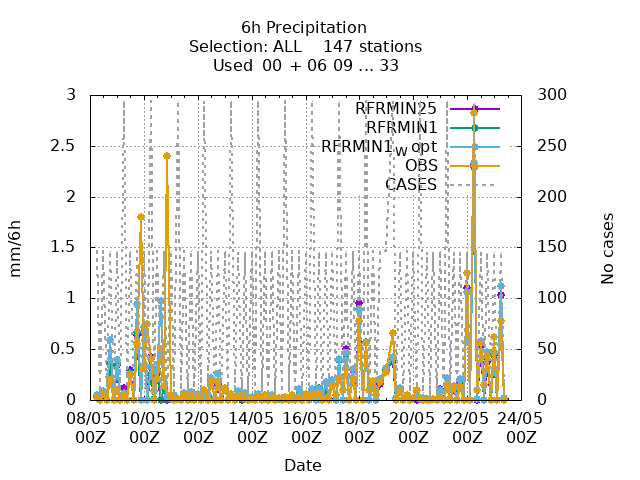 6h Precipitation
Selection: ALL    147 stations
Used  00 + 06 09 ... 33
RFRMIN25
RFRMIN1
RFRMIN1w opt
OBS
CASES
mm/6h
No cases
3
2.5
2
1.5
1
0.5
0
300
250
200
150
100
50
0
08/05 10/05 12/05 14/05 16/05 18/05 20/05 22/05 24/05
00Z 00Z 00Z 00Z 00Z 00Z 00Z 00Z 00Z
Date